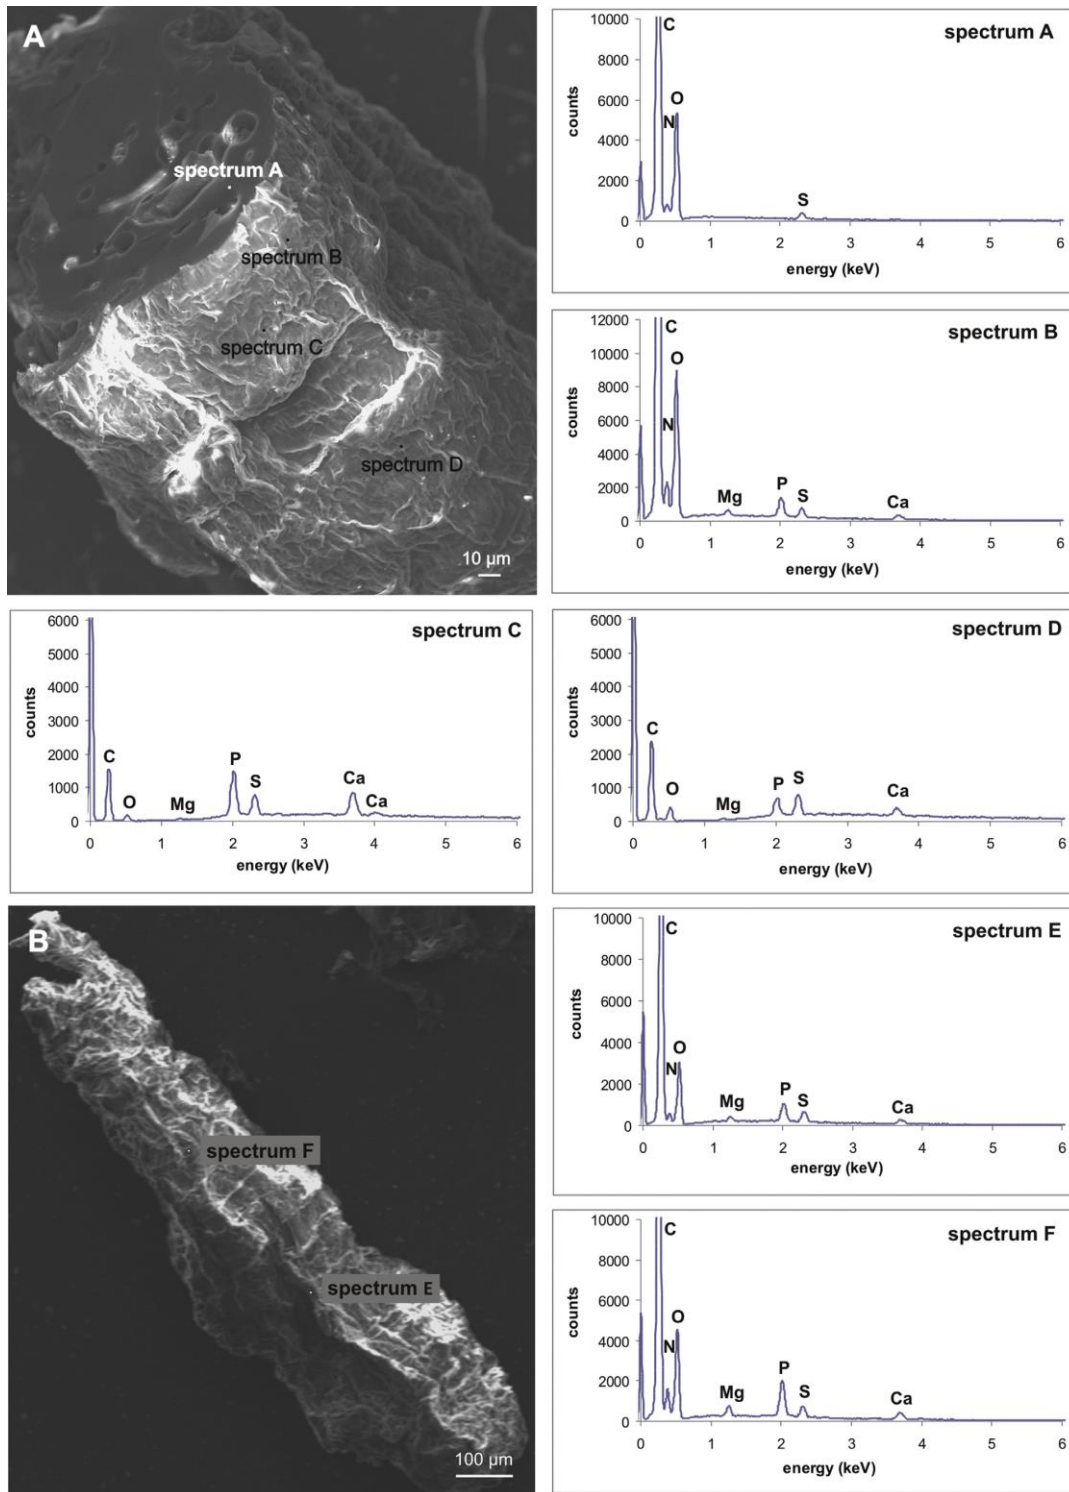 A
spectrum A
spectrum B
spectrum C
spectrum D
10 µm
spectrum A
10000
8000
6000
4000
2000
0
counts
C
O
N
S
0 1 2 3 4 5 6
energy (keV)
spectrum B
12000
10000
8000
6000
4000
2000
0
counts
C
O
N
Mg
P
S
Ca
0 1 2 3 4 5 6
energy (keV)
spectrum C
6000
5000
4000
3000
2000
1000
0
counts
C
O
Mg
P
S
Ca
Ca
0 1 2 3 4 5 6
energy (keV)
spectrum D
6000
5000
4000
3000
2000
1000
0
counts
C
O
Mg
P
S
Ca
0 1 2 3 4 5 6
energy (keV)
B
spectrum F
spectrum E
100 µm
spectrum E
10000
8000
6000
4000
2000
0
counts
C
O
N
Mg
P
S
Ca
0 1 2 3 4 5 6
energy (keV)
spectrum F
10000
8000
6000
4000
2000
0
counts
C
O
N
Mg
P
S
Ca
0 1 2 3 4 5 6
energy (keV)